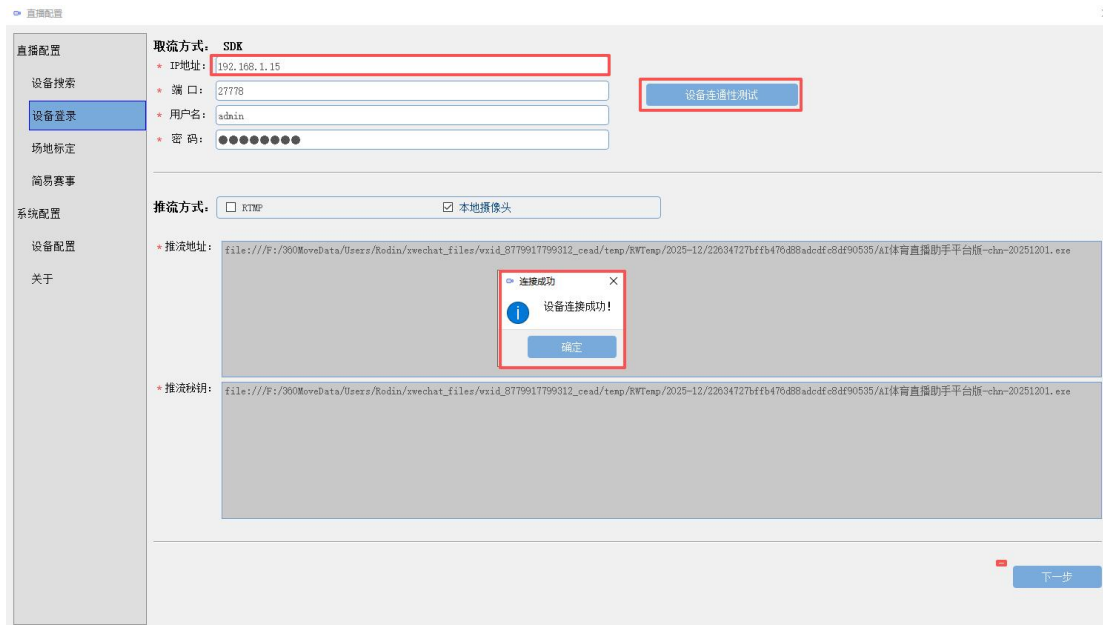 直播配置
直播配置
设备搜索
设备登录
场地标定
简易赛事
系统配置
设备配置
关于
取流方式: SDK
* IP地址: 192.168.1.15
* 端 口: 27778
设备连通性测试
* 用户名: admin
* 密 码: ●●●●●●●●
推流方式: RTMP 本地摄像头
* 推流地址: file:///F:/360MoveData/Users/Rodin/xwechat_files/wxid_8779917799312_cead/temp/RWTemp/2025-12/22634727bffb476d88adcdfc8df90535/AI体育直播助手平台版-chn-20251201.exe
连接成功
设备连接成功!
确定
* 推流秘钥: file:///F:/360MoveData/Users/Rodin/xwechat_files/wxid_8779917799312_cead/temp/RWTemp/2025-12/22634727bffb476d88adcdfc8df90535/AI体育直播助手平台版-chn-20251201.exe
下一步